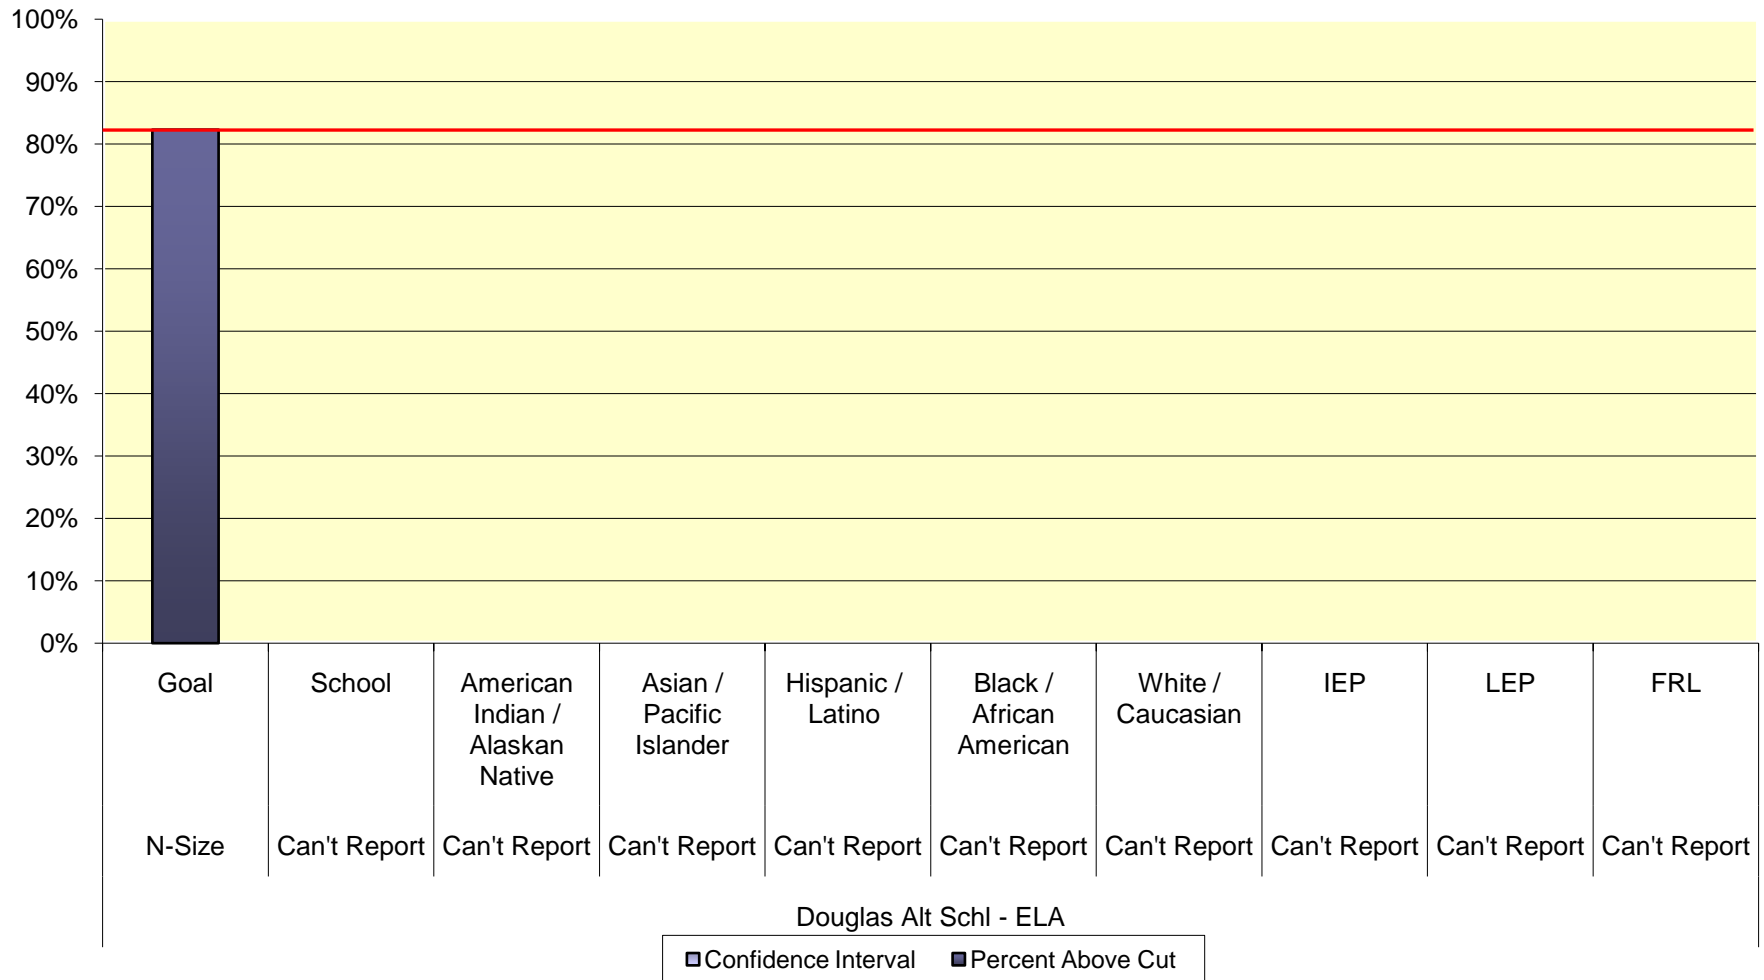 100%
90%
80%
70%
60%
50%
40%
30%
20%
10%
0%
Goal
School
American
Indian /
Alaskan
Native
Asian /
Pacific
Islander
Hispanic /
Latino
Black /
African
American
White /
Caucasian
IEP
LEP
FRL
N-Size
Can't Report
Can't Report
Can't Report
Can't Report
Can't Report
Can't Report
Can't Report
Can't Report
Can't Report
Douglas Alt Schl - ELA
Confidence Interval
Percent Above Cut